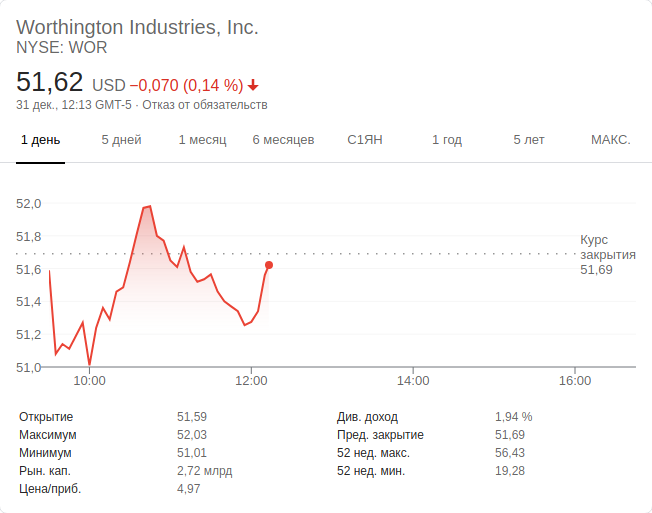 Worthington Industries, Inc.
NYSE: WOR
51,62 USD −0,070 (0,14 %)
31 дек., 12:13 GMT-5 · Отказ от обязательств
1 день 5 дней 1 месяц 6 месяцев С1ЯН 1 год 5 лет МАКС.
52,0
51,8
Курс
закрытия
51,69
51,6
51,4
51,2
51,0
10:00 12:00 14:00 16:00
Открытие 51,59 Див. доход 1,94 %
Максимум 52,03 Пред. закрытие 51,69
Минимум 51,01 52 нед. макс. 56,43
Рын. кап. 2,72 млрд 52 нед. мин. 19,28
Цена/приб. 4,97